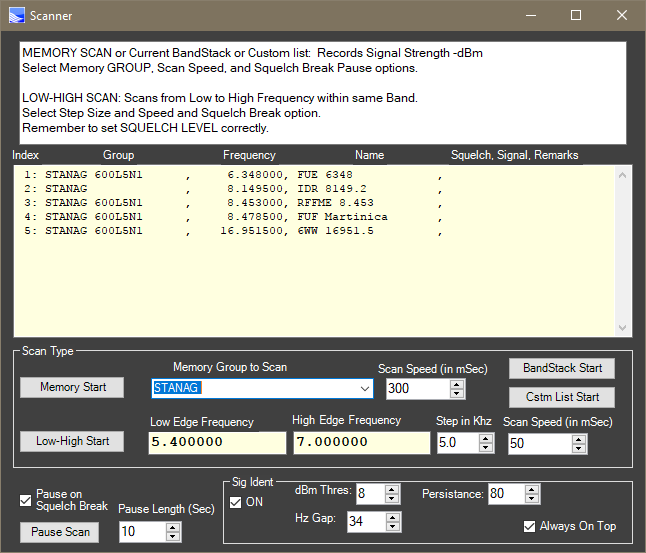 Scanner
MEMORY SCAN or Current BandStack or Custom list:  Records Signal Strength -dBm
Select Memory GROUP, Scan Speed, and Squelch Break Pause options.
LOW-HIGH SCAN: Scans from Low to High Frequency within same Band.
Select Step Size and Speed and Squelch Break option.
Remember to set SQUELCH LEVEL correctly.
Index Group Frequency Name Squelch, Signal, Remarks
1: STANAG 600L5N1 , 6.348000, FUE 6348 ,
2: STANAG , 8.149500, IDR 8149.2 ,
3: STANAG 600L5N1 , 8.453000, RFFME 8.453 ,
4: STANAG 600L5N1 , 8.478500, FUF Martinica ,
5: STANAG 600L5N1 , 16.951500, 6WW 16951.5 ,
Scan Type
Memory Group to Scan Scan Speed (in mSec) BandStack Start
Memory Start STANAG 300
Cstm List Start
Low Edge Frequency High Edge Frequency Step in Khz Scan Speed (in mSec)
Low-High Start 5.400000 7.000000 5.0 50
Pause on
Squelch Break
Pause Length (Sec)
Pause Scan 10
Sig Ident
ON dBm Thres: 8 Persistance: 80
Hz Gap: 34
Always On Top